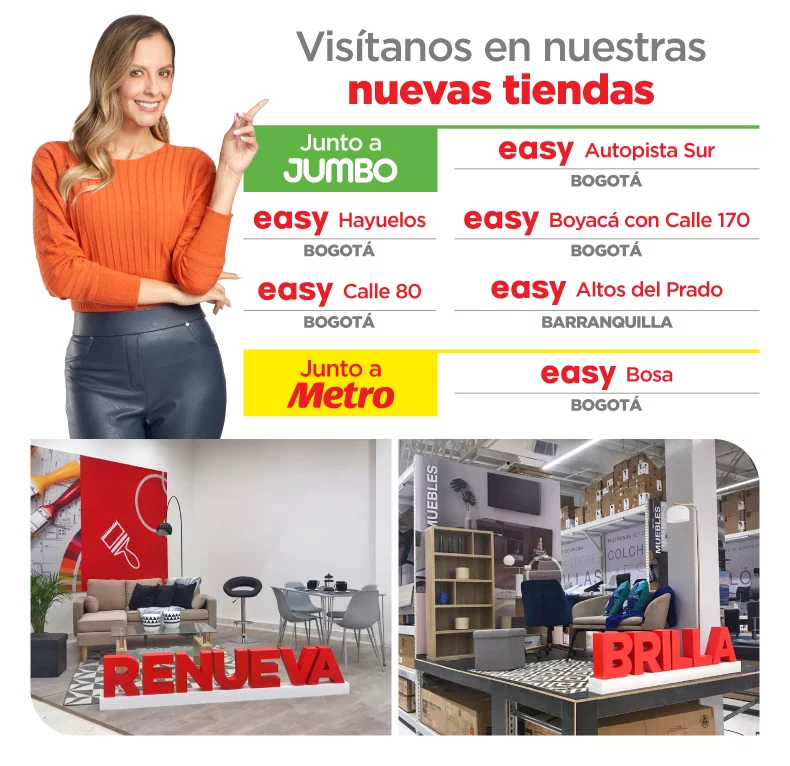 Visítanos en nuestras
nuevas tiendas
Junto a
JUMBO
easy Autopista Sur
BOGOTÁ
easy Hayuelos
BOGOTÁ
easy Boyacá con Calle 170
BOGOTÁ
easy Calle 80
BOGOTÁ
easy Altos del Prado
BARRANQUILLA
Junto a
Metro
easy Bosa
BOGOTÁ
RENUEVA
MUEBLES
MUEBLES
COLCH
BRILLA